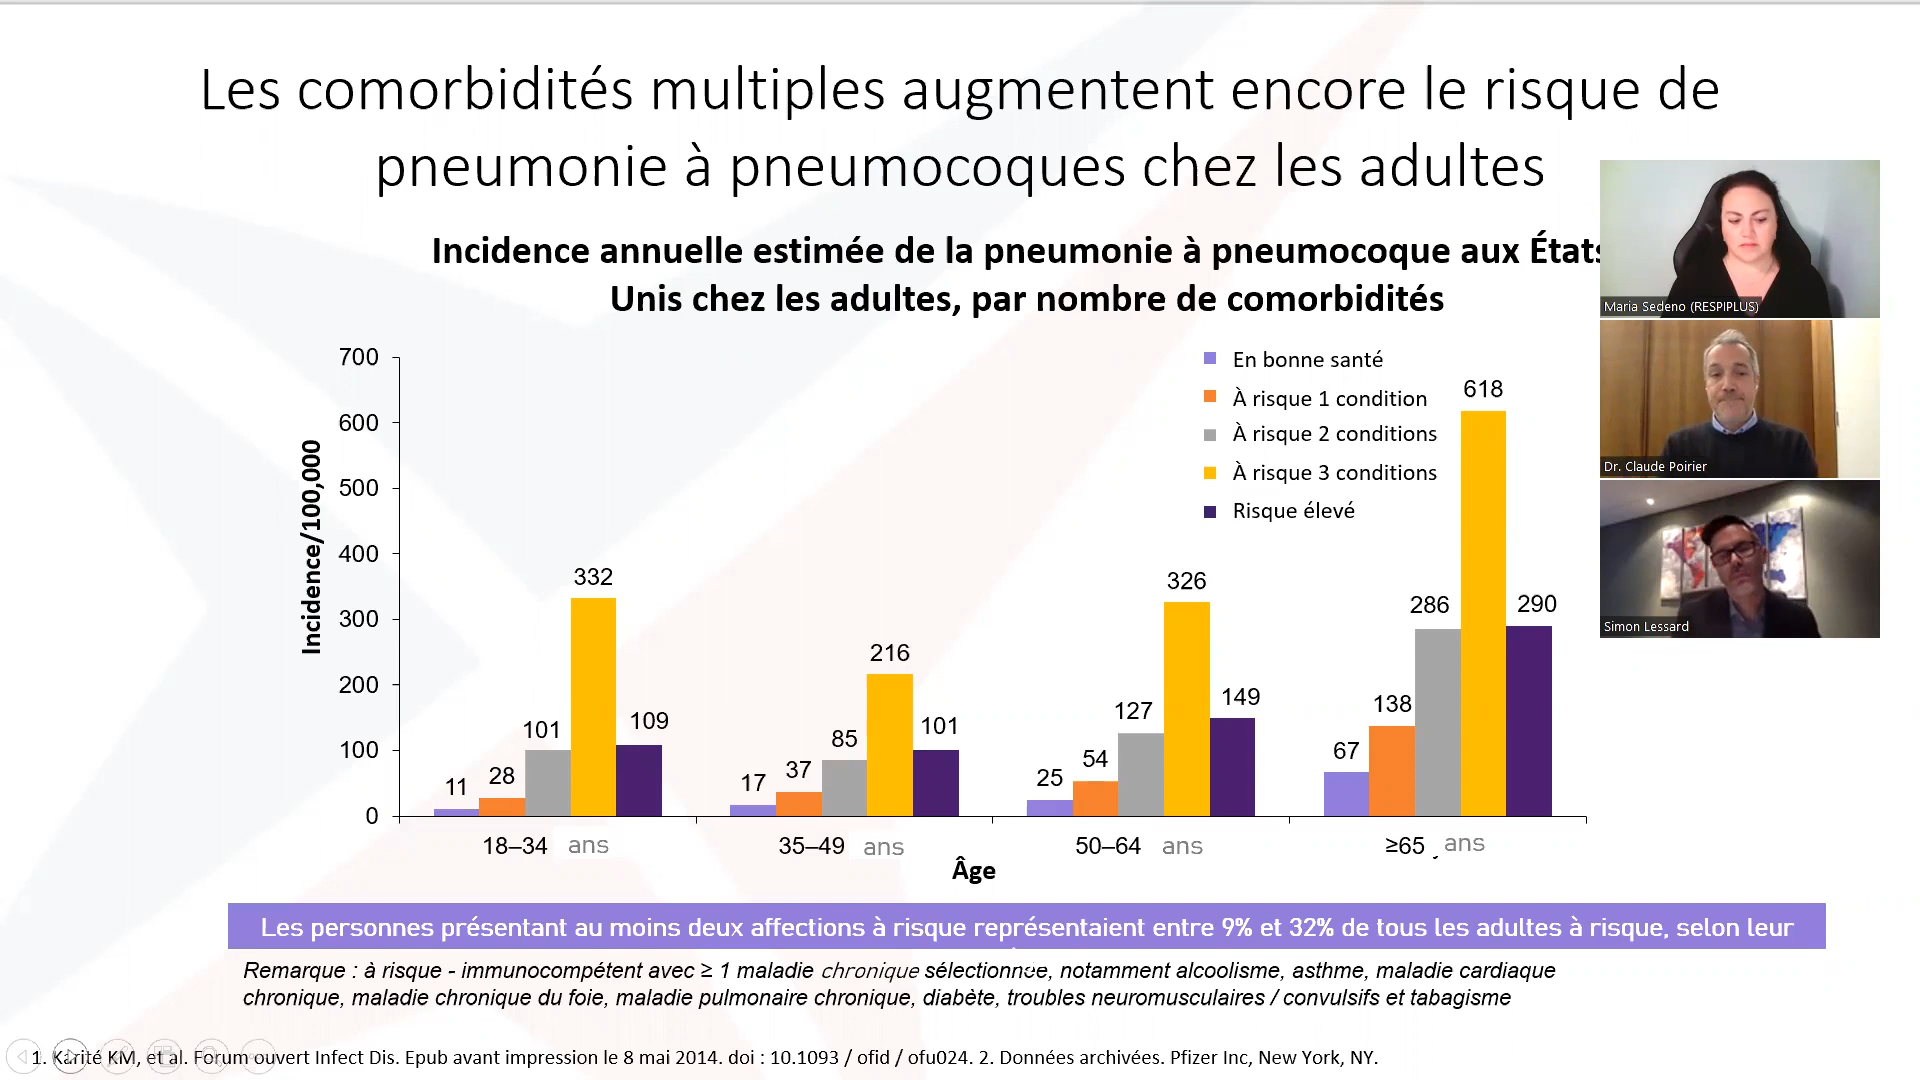 Les comorbidités multiples augmentent encore le risque de
pneumonie à pneumocoques chez les adultes
Incidence annuelle estimée de la pneumonie à pneumocoque aux États
Unis chez les adultes, par nombre de comorbidités
Maria Sedeno (RESPIPLUS)
Dr. Claude Poirier
Simon Lessard
Incidence/100,000
700
600
500
400
300
200
100
0
En bonne santé
À risque 1 condition
À risque 2 conditions
À risque 3 conditions
Risque élevé
11
28
101
332
109
17
37
85
216
101
25
54
127
326
149
67
138
286
618
290
18–34 ans
35–49 ans
50–64 ans
≥65 ans
Âge
Les personnes présentant au moins deux affections à risque représentaient entre 9% et 32% de tous les adultes à risque, selon leur
Remarque : à risque - immunocompétent avec ≥ 1 maladie chronique sélectionnée, notamment alcoolisme, asthme, maladie cardiaque
chronique, maladie chronique du foie, maladie pulmonaire chronique, diabète, troubles neuromusculaires / convulsifs et tabagisme
1. Karité KM, et al. Forum ouvert Infect Dis. Epub avant impression le 8 mai 2014. doi : 10.1093 / ofid / ofu024. 2. Données archivées. Pfizer Inc, New York, NY.